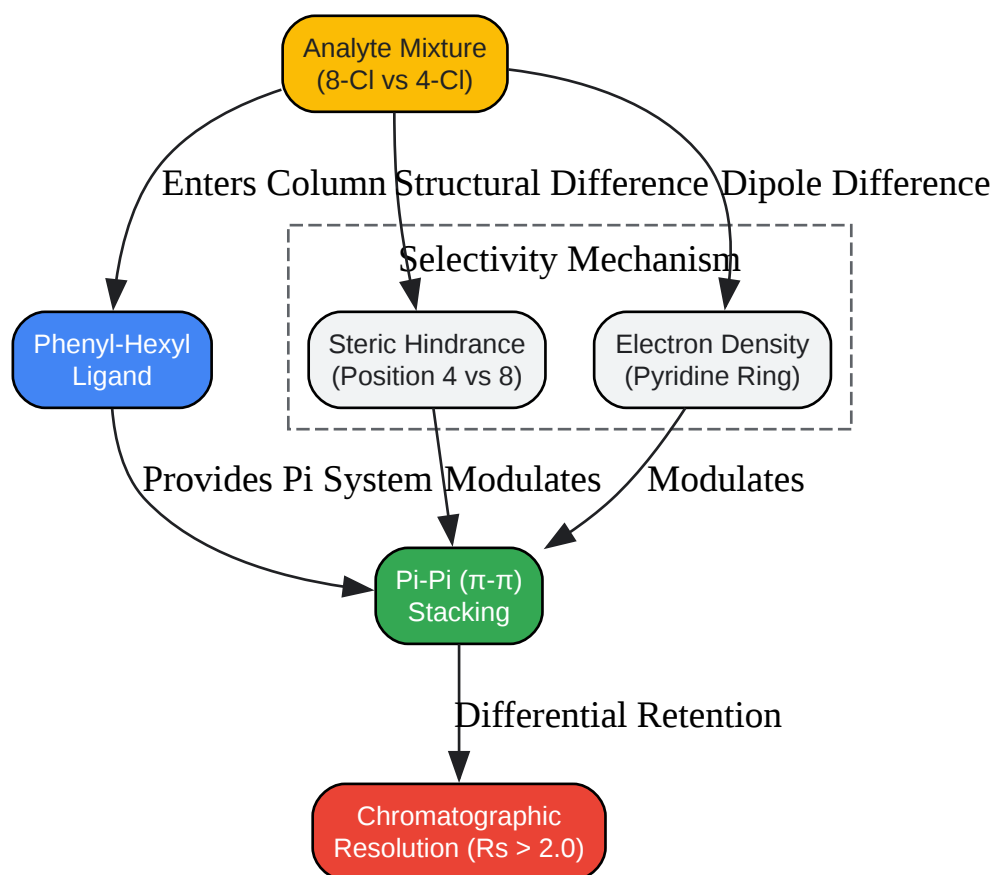 Analyte Mixture
(8-Cl vs 4-Cl)
Enters Column
Structural Difference
Dipole Difference
Selectivity Mechanism
Phenyl-Hexyl
Ligand
Steric Hindrance
(Position 4 vs 8)
Electron Density
(Pyridine Ring)
Provides Pi System
Modulates
Modulates
Pi-Pi (π-π)
Stacking
Differential Retention
Chromatographic
Resolution (Rs > 2.0)